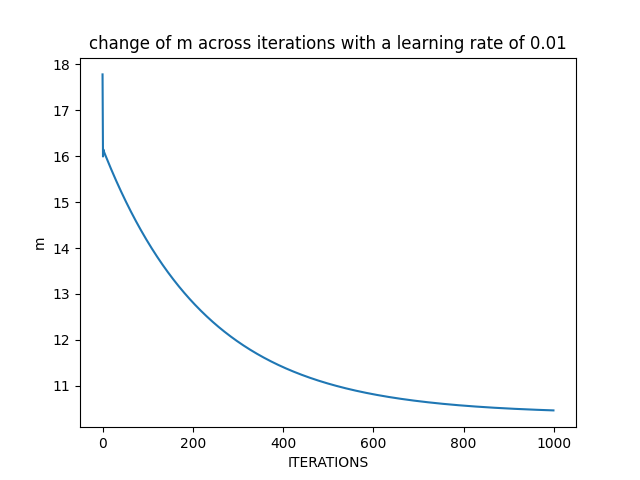 change of m across iterations with a learning rate of 0.01
18
17
16
15
14
13
12
11
m
0 200 400 600 800 1000
ITERATIONS